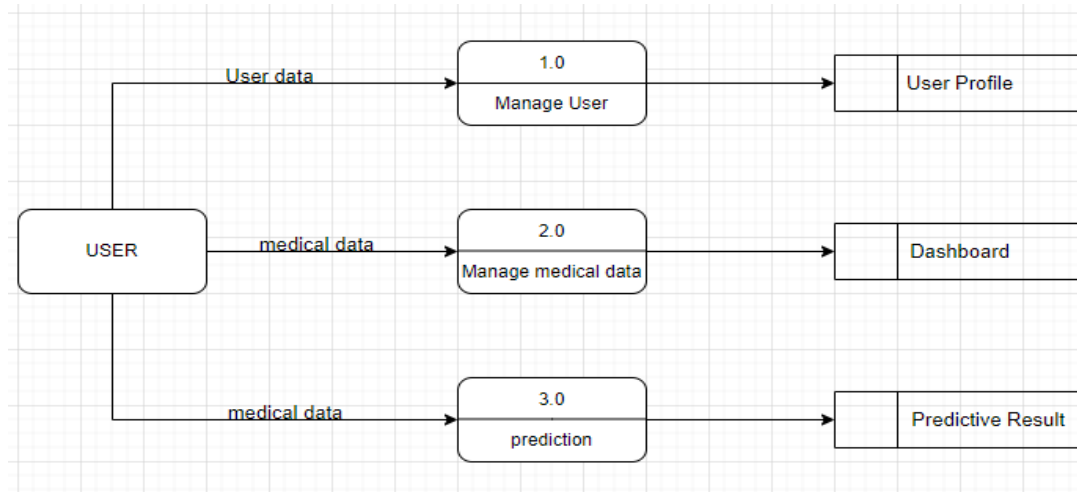 1.0
User data
Manage User
User Profile
USER
medical data
2.0
Manage medical data
Dashboard
medical data
3.0
prediction
Predictive Result